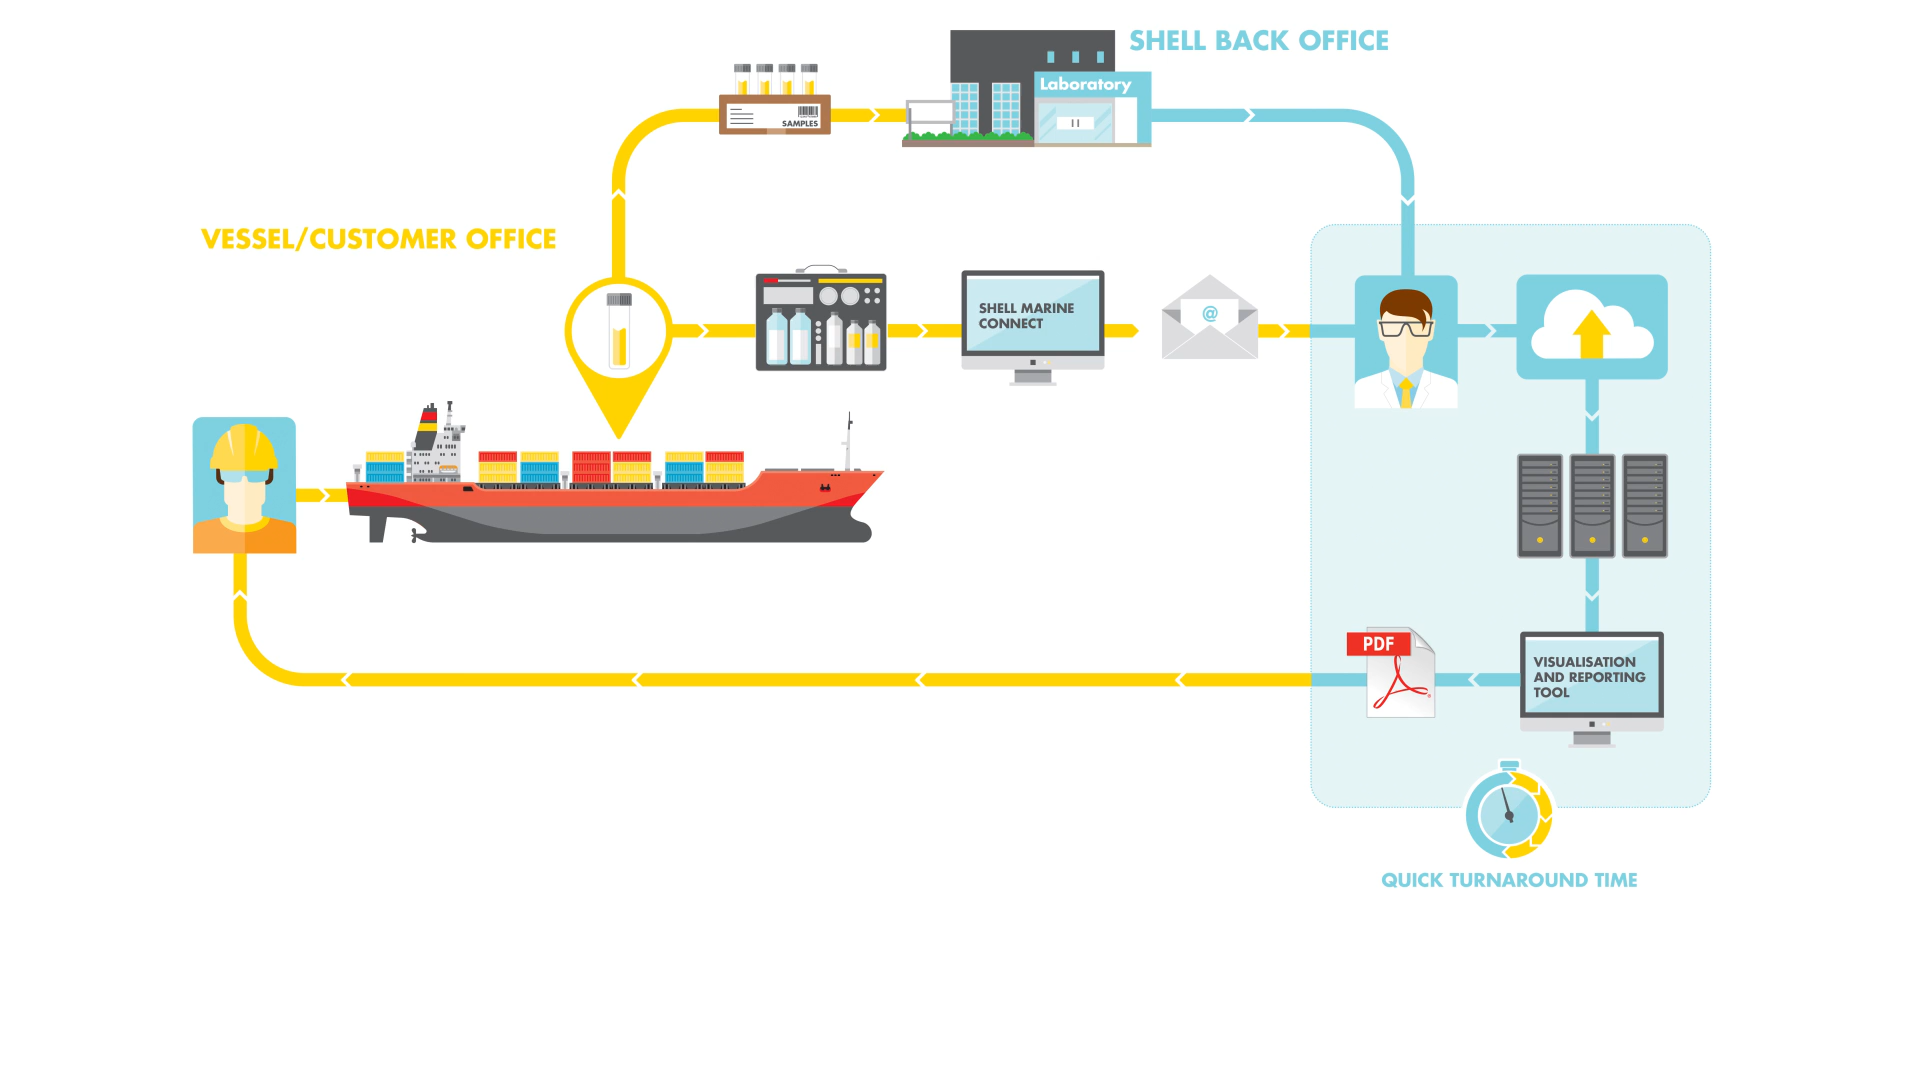 SHELL BACK OFFICE
Laboratory
SAMPLES
VESSEL/CUSTOMER OFFICE
SHELL MARINE
CONNECT
@
PDF
VISUALISATION
AND REPORTING
TOOL
QUICK TURNAROUND TIME